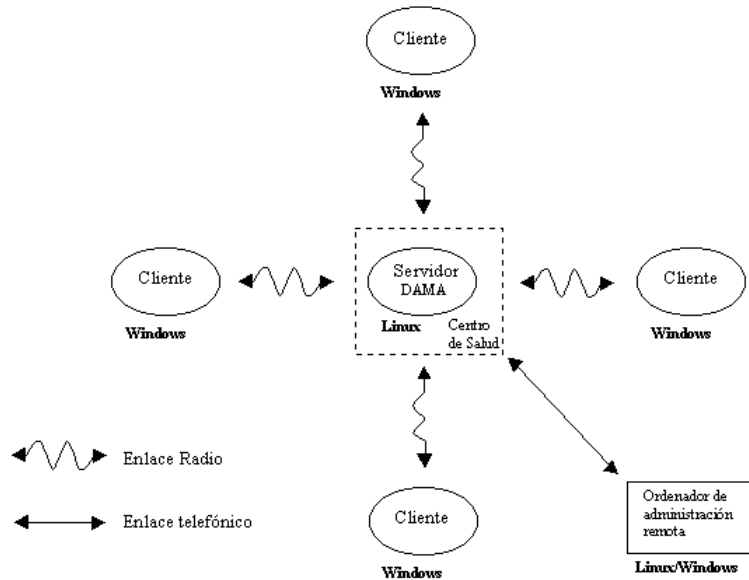 Cliente
Windows
Cliente
Windows
Servidor
DAMA
Linux
Centro
de Salud
Cliente
Windows
Enlace Radio
Enlace telefónico
Cliente
Windows
Ordenador de
administración
remota
Linux/Windows